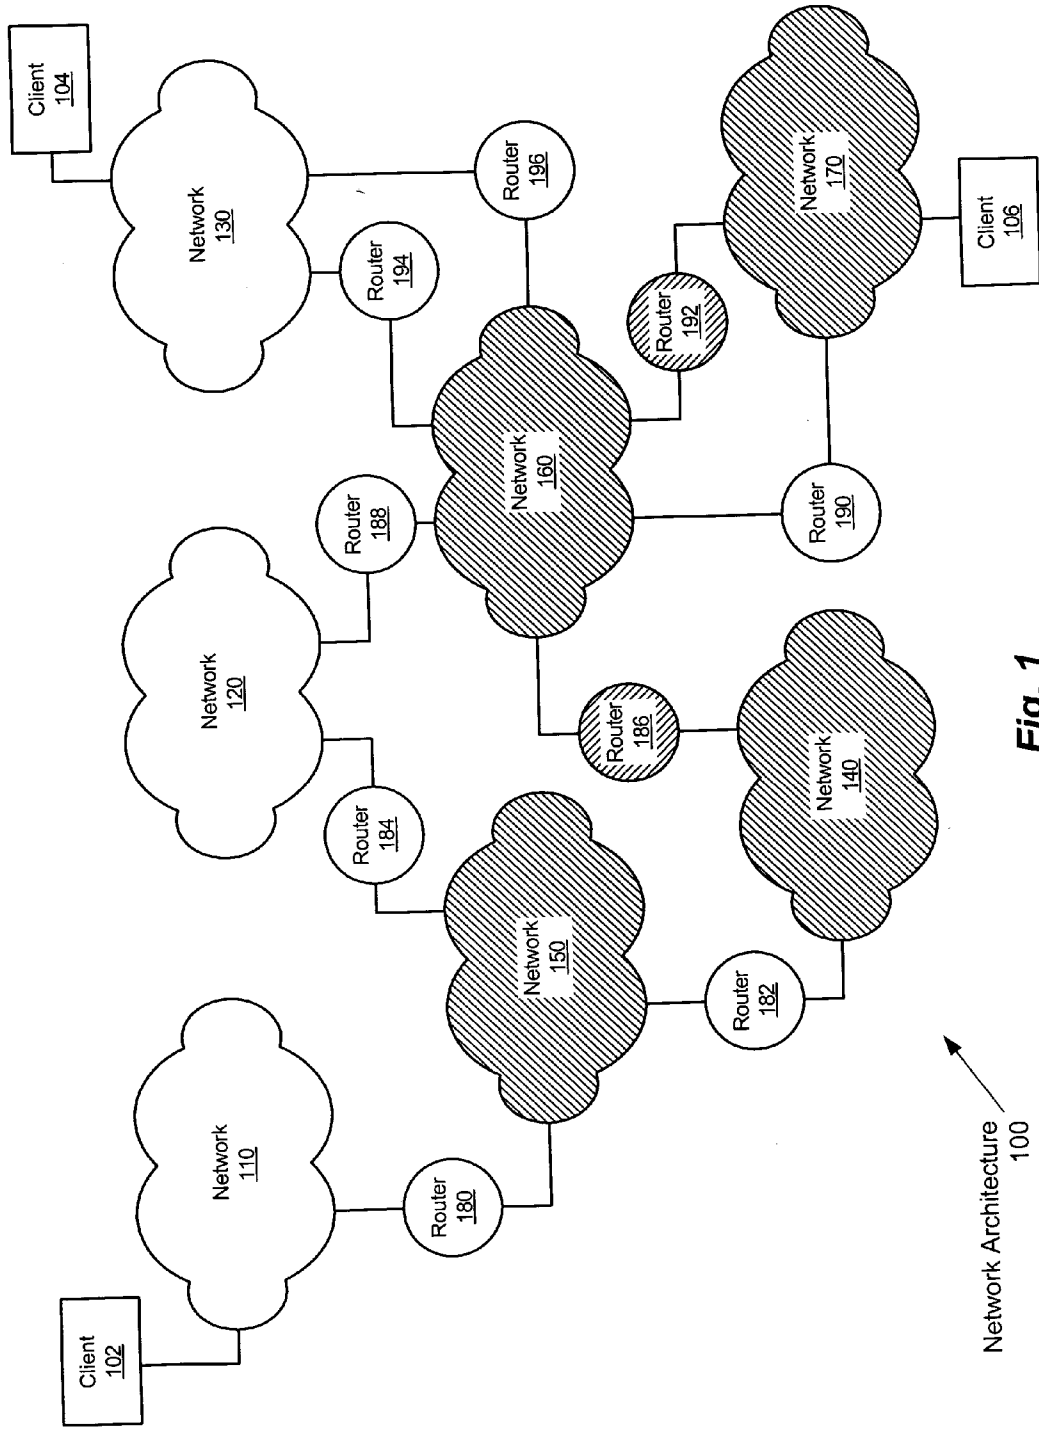 Client
102
Network
110
Router
180
Network
120
Router
184
Router
188
Network
130
Client
104
Router
194
Router
196
Network
150
Network
160
Router
182
Router
186
Router
192
Network
140
Router
190
Network
170
Client
106
Network Architecture
100
Fig. 1